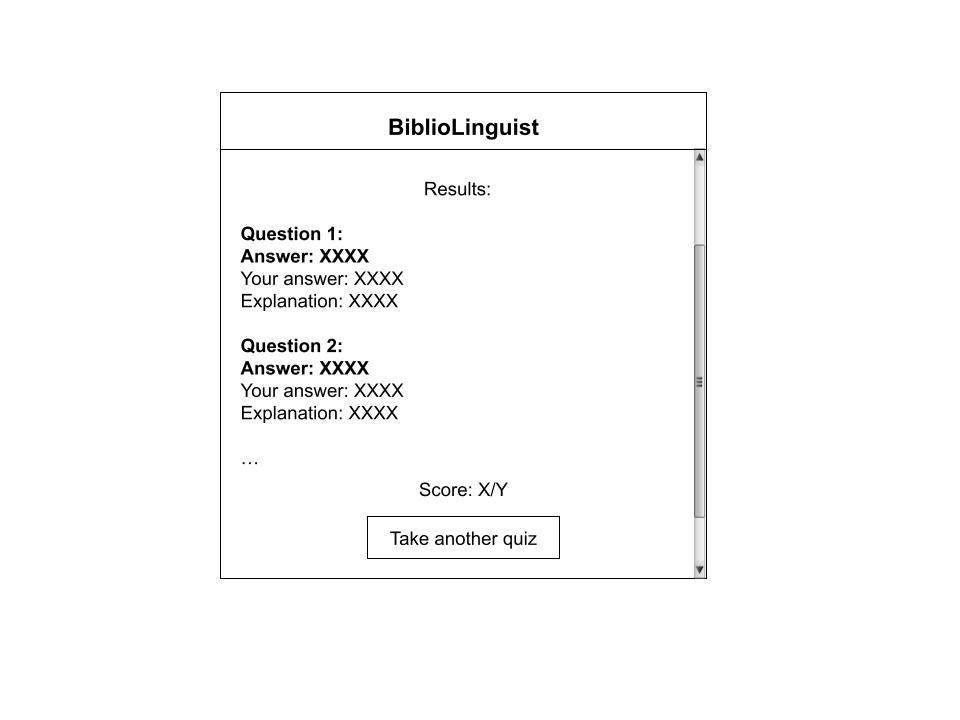 BiblioLinguist
Results:
Question 1:
Answer: XXXX
Your answer: XXXX
Explanation: XXXX
Question 2:
Answer: XXXX
Your answer: XXXX
Explanation: XXXX
…
Score: X/Y
Take another quiz